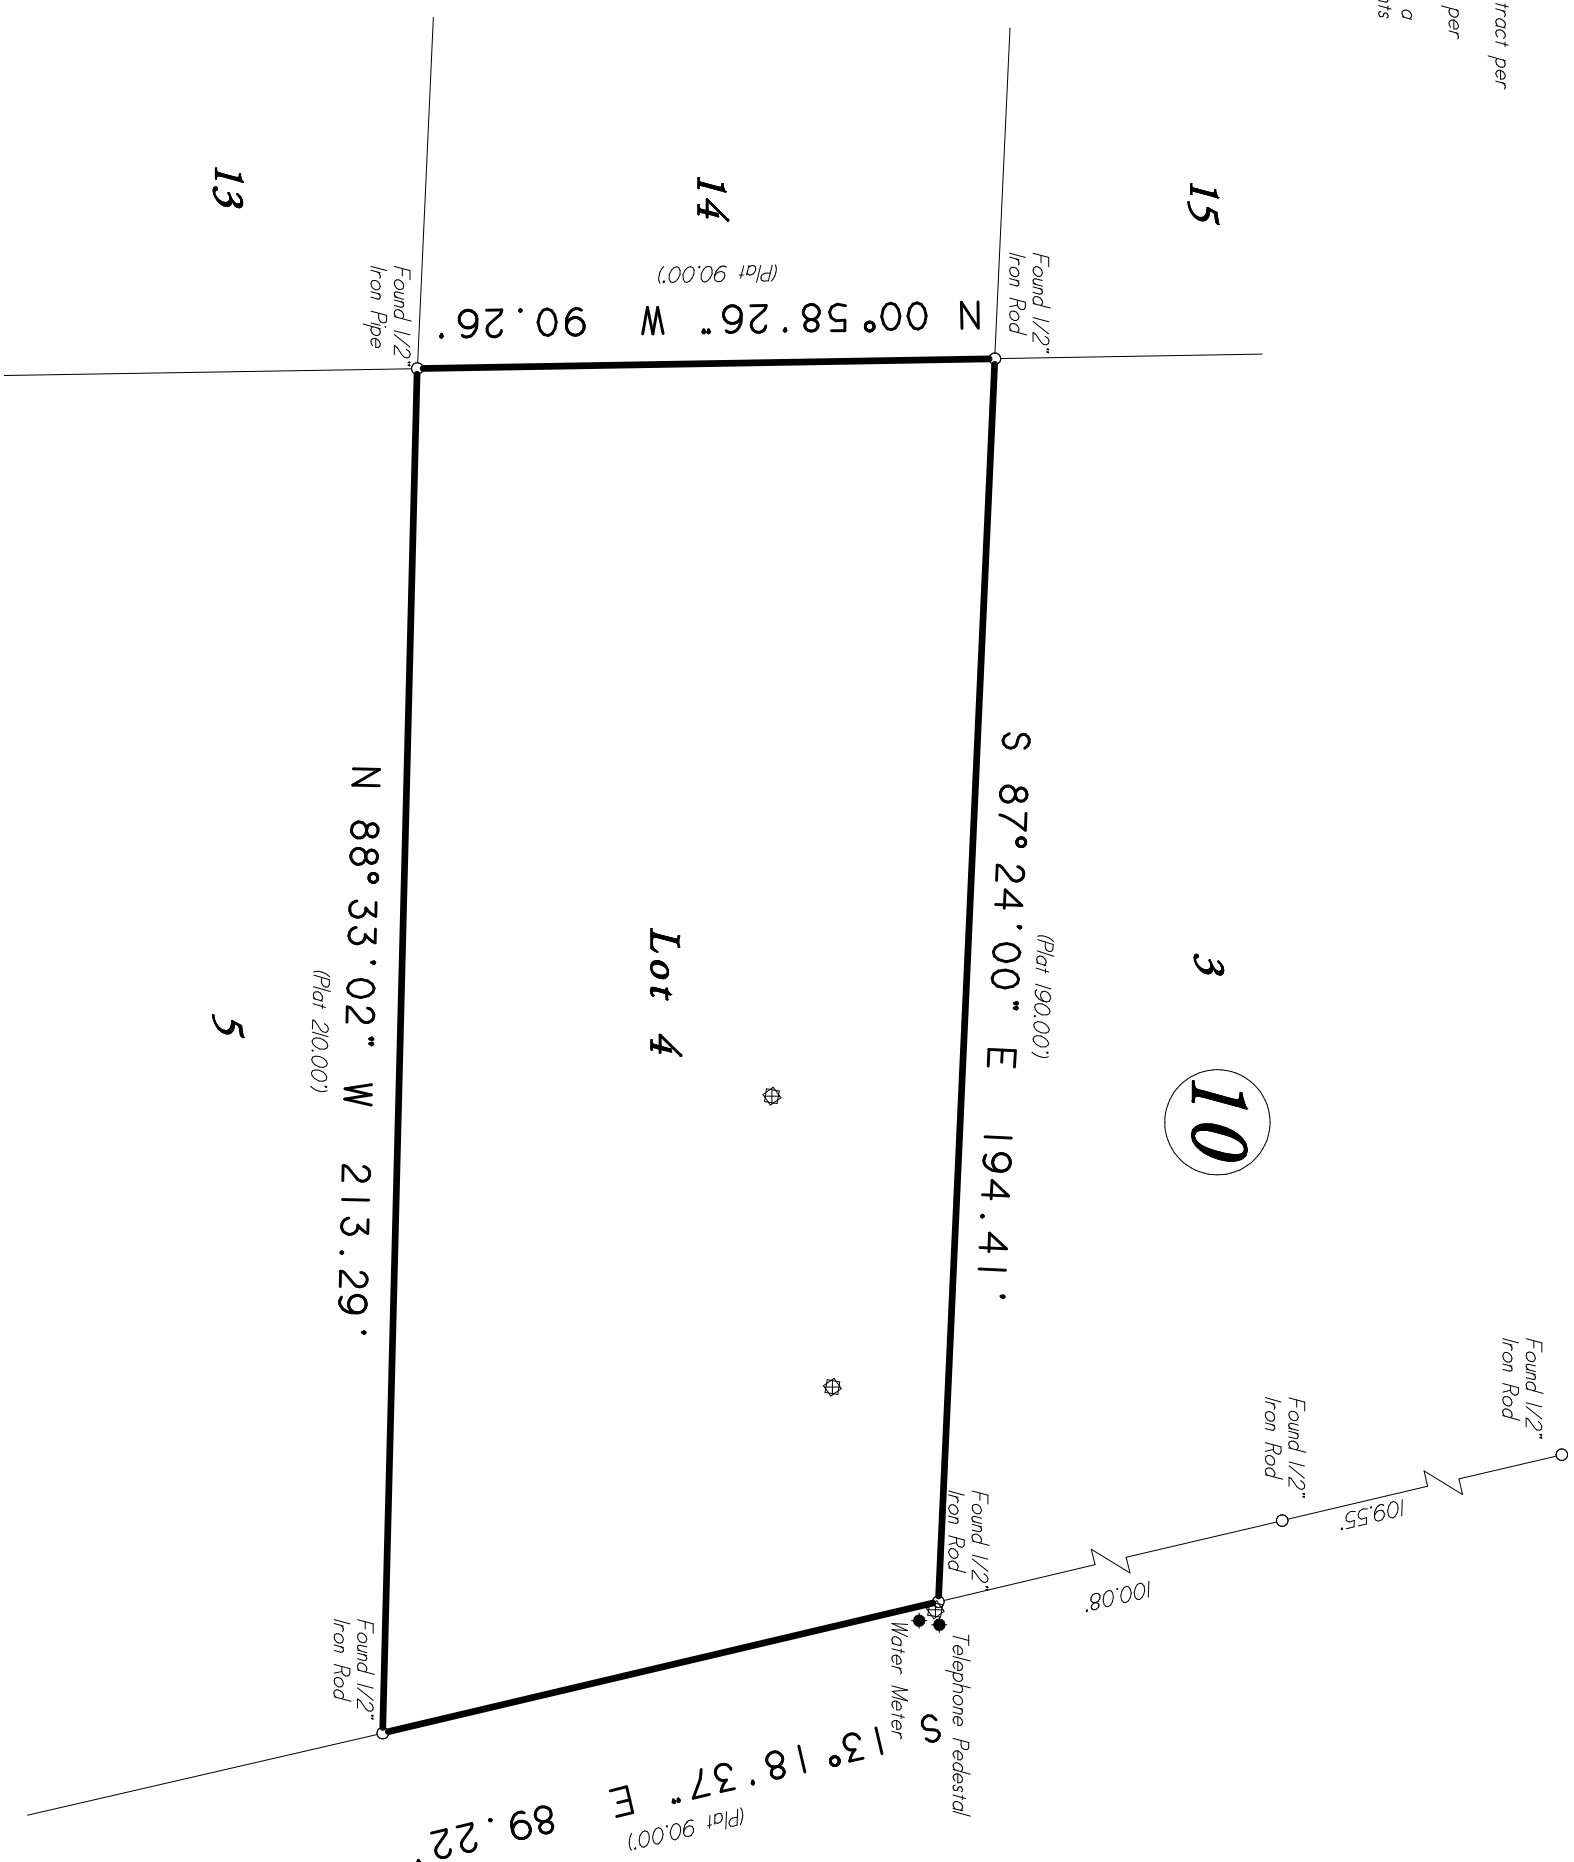 tract per
per
a
nts
15
14
13
(Plat 90.00')
N 00°58'26" W 90.26'
Found 1/2"
Iron Rod
Found 1/2"
Iron Pipe
S 87°24'00" E 194.41'
(Plat 190.00')
3
10
Lot 4
N 88°33'02" W 213.29'
(Plat 210.00')
5
Found 1/2"
Iron Rod
109.55'
Found 1/2"
Iron Rod
100.08'
Found 1/2"
Iron Rod
Telephone Pedestal
Water Meter
Found 1/2"
Iron Rod
S 13°18'37" E 89.22'
(Plat 90.00')